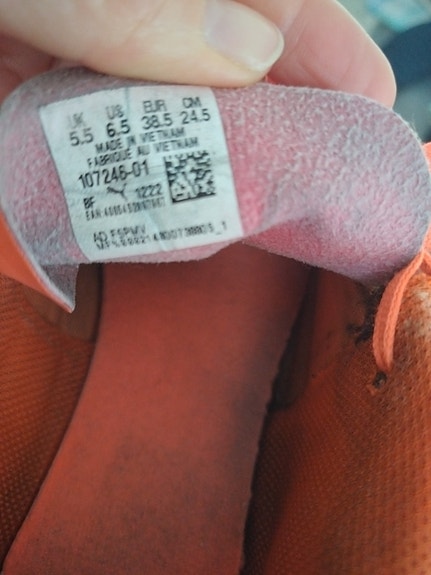 UK US EUR CM
5.5 6.5 38.5 24.5
MADE IN VIETNAM
FABRIQUÉ AU VIETNAM
107246-01
BF 1222